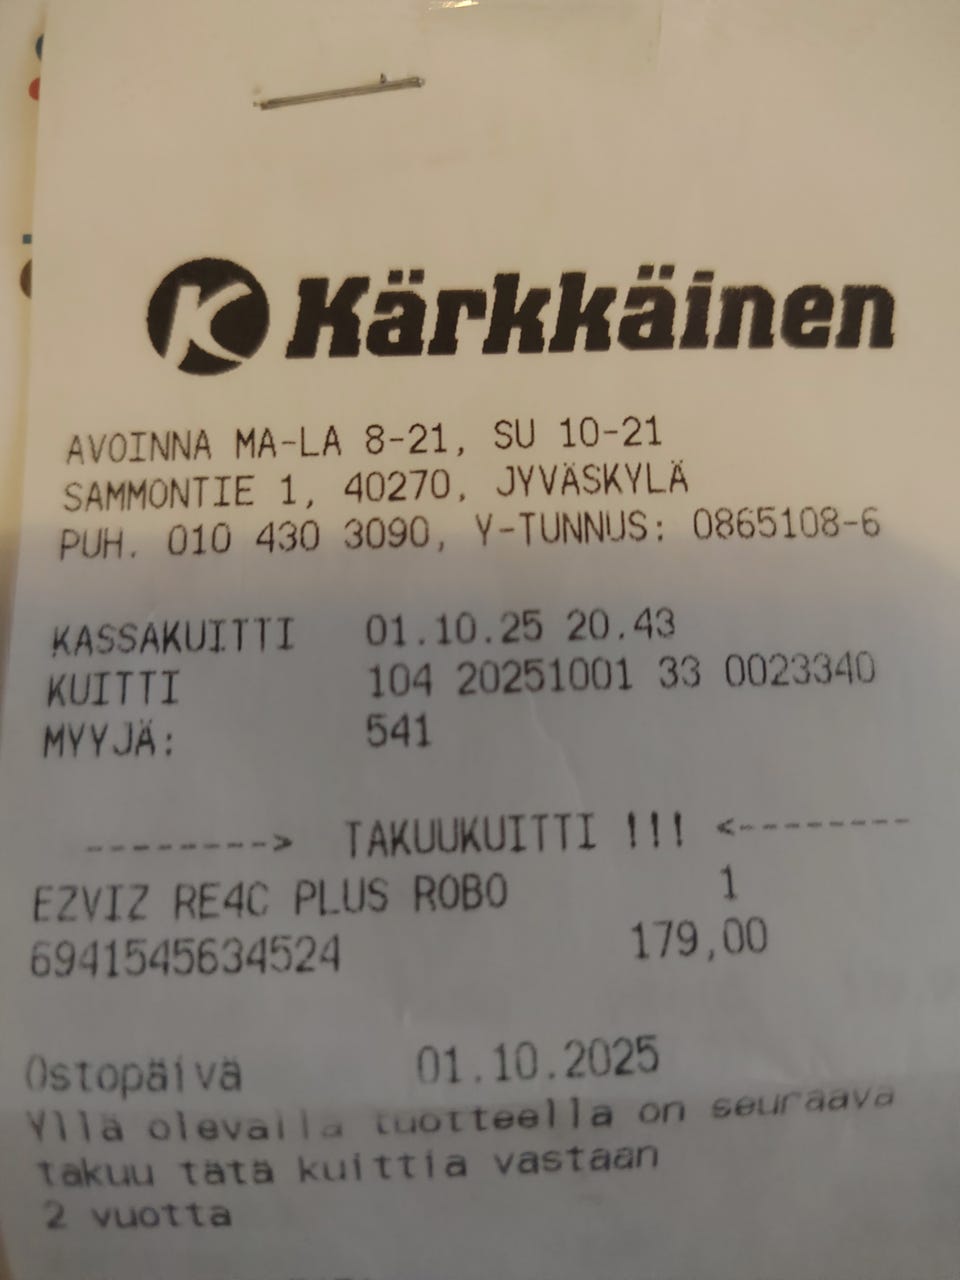 Kärkkäinen
AVOINNA MA-LA 8-21, SU 10-21
SAMMONTIE 1, 40270, JYVÄSKYLÄ
PUH. 010 430 3090, Y-TUNNUS: 0865108-6
KASSAKUITTI 01.10.25 20.43
KUITTI 104 20251001 33 0023340
MYYJÄ: 541
--------> TAKUUKUITTI !!! <--------
EZVIZ RE4C PLUS ROBO 1
6941545634524 179,00
Ostopäivä 01.10.2025
Yllä olevalla tuotteella on seuraava
takuu tätä kuittia vastaan
2 vuotta